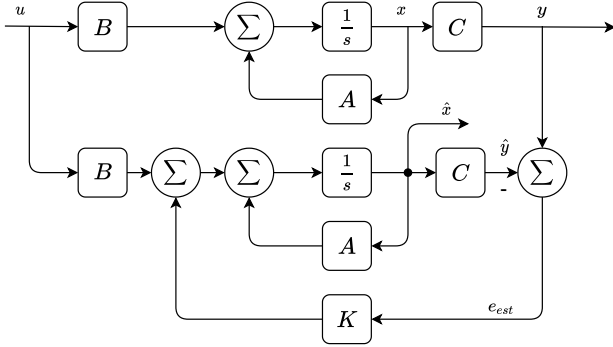 u x y
B ∑ 1/s C
A
x̂
ŷ
B ∑ ∑ 1/s C - ∑
A
e_est
K